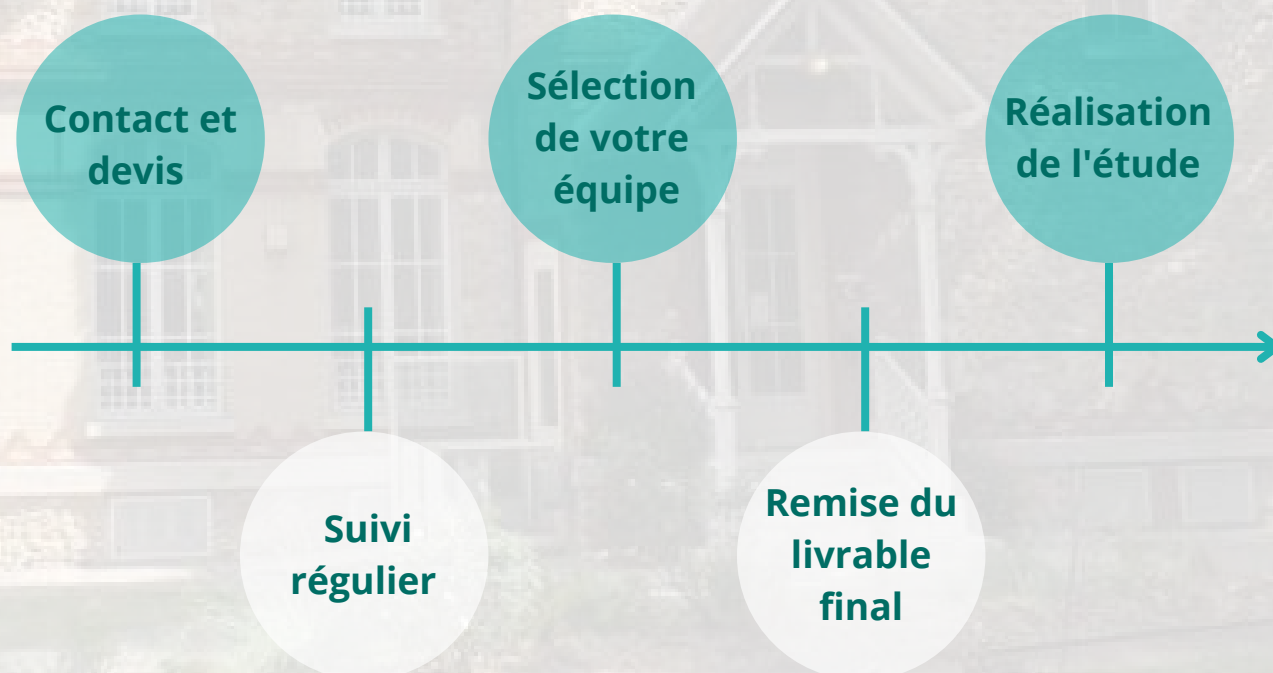 Contact et
devis
Sélection
de votre
équipe
Réalisation
de l'étude
Suivi
régulier
Remise du
livrable
final